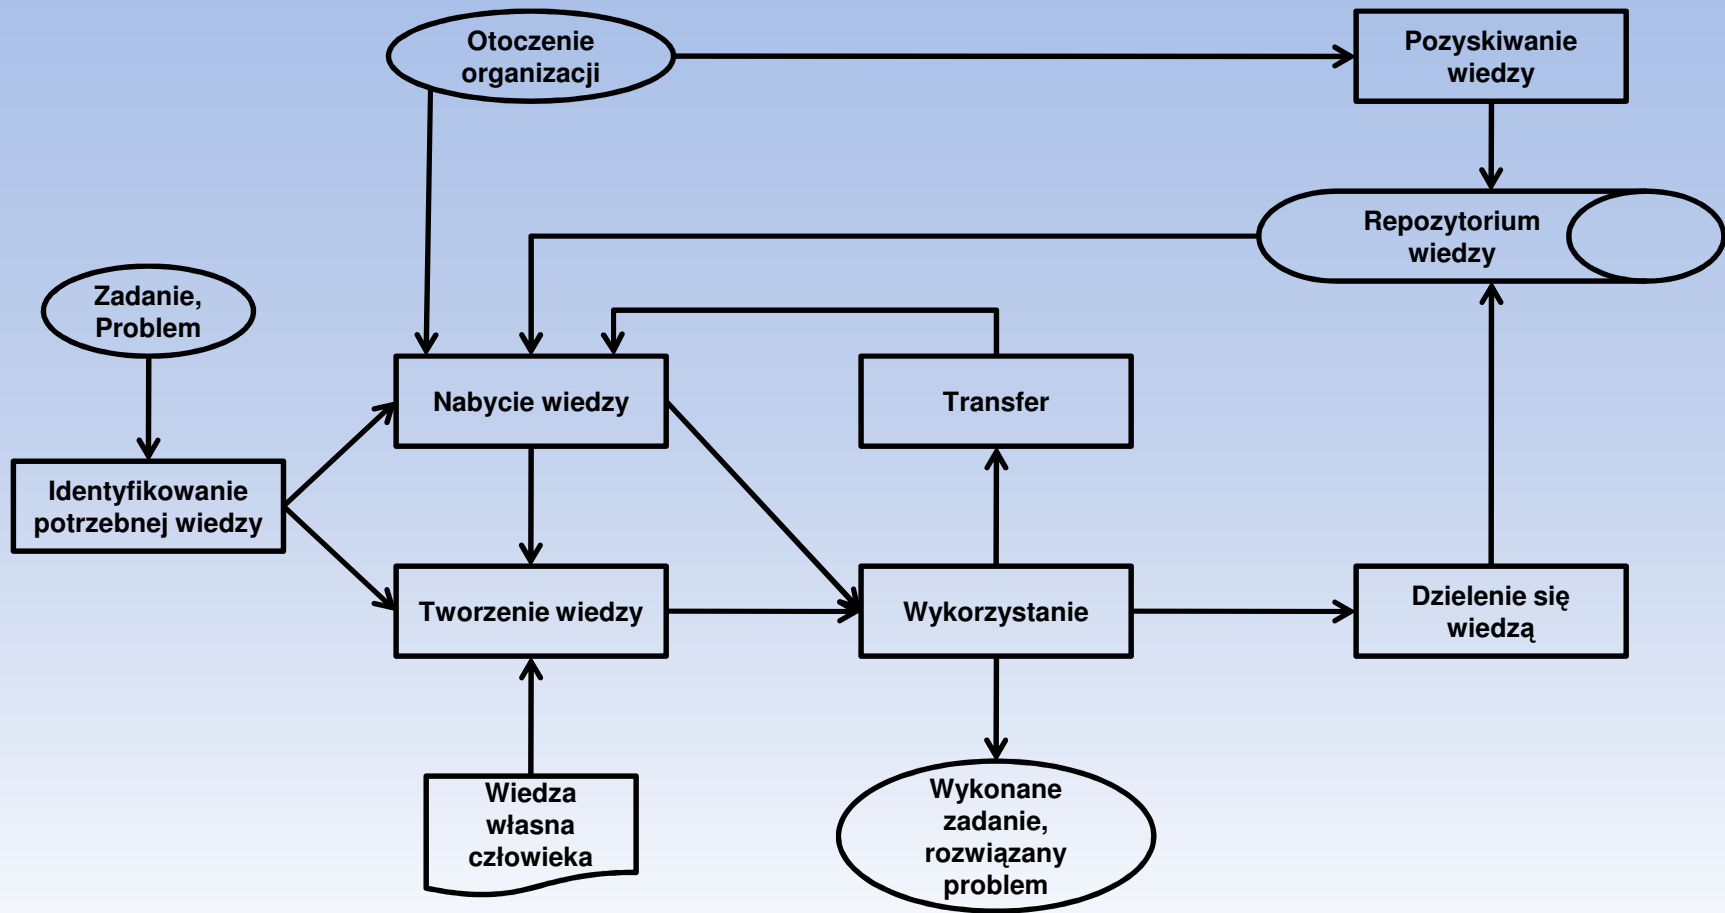 Otoczenie
organizacji
Pozyskiwanie
wiedzy
Repozytorium
wiedzy
Zadanie,
Problem
Nabycie wiedzy
Transfer
Identyfikowanie
potrzebnej wiedzy
Tworzenie wiedzy
Wykorzystanie
Dzielenie się
wiedzą
Wiedza
własna
człowieka
Wykonane
zadanie,
rozwiązany
problem